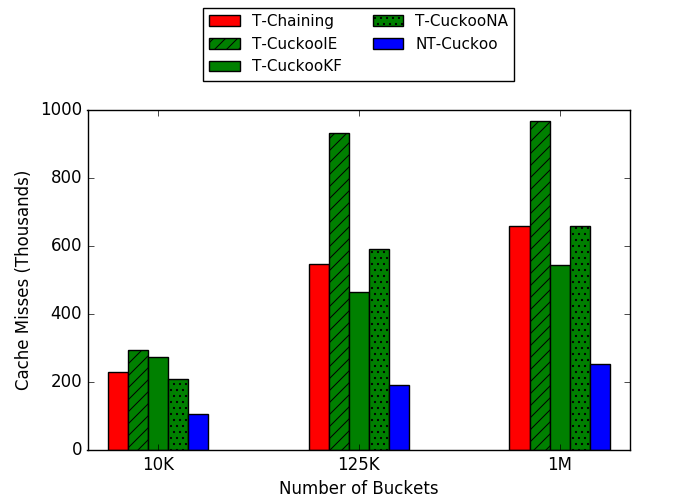 T-Chaining
T-CuckooIE
T-CuckooKF
T-CuckooNA
NT-Cuckoo
1000
800
600
400
200
0
Cache Misses (Thousands)
10K
125K
1M
Number of Buckets